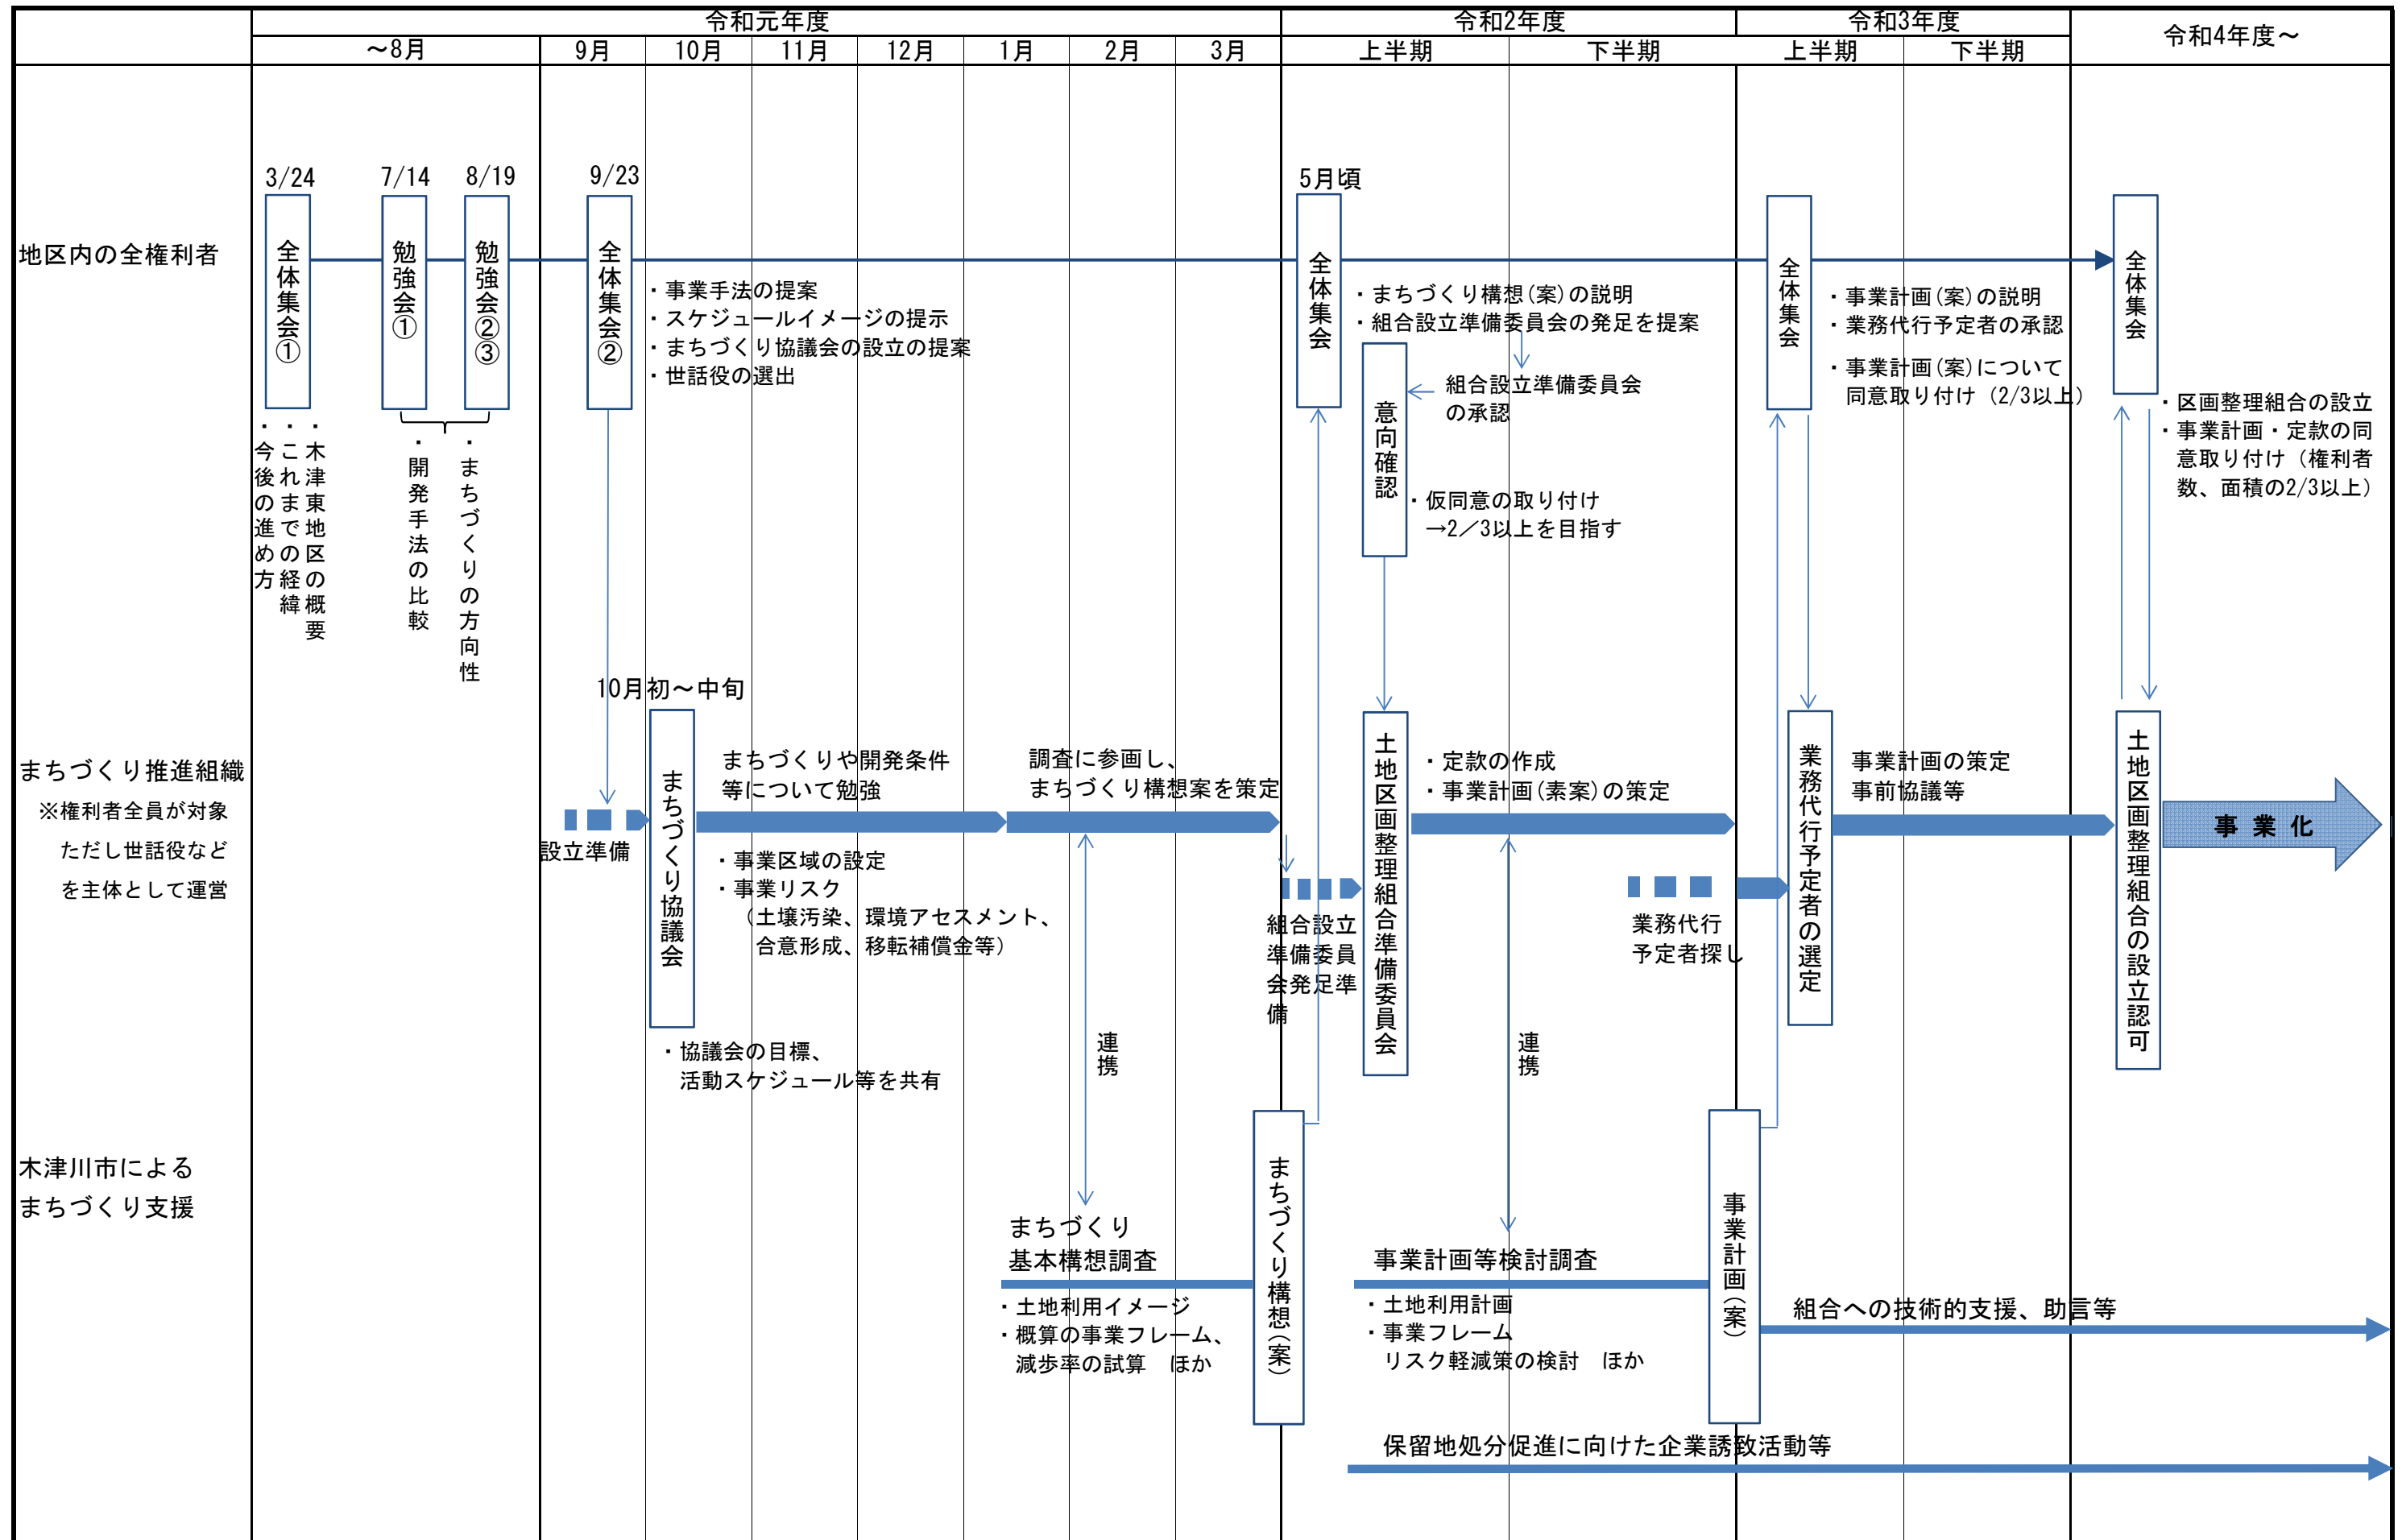 令和元年度
令和2年度
令和3年度
令和4年度～
～8月
9月
10月
11月
12月
1月
2月
3月
上半期
下半期
上半期
下半期
地区内の全権利者
3/24
全体集会①
・木津東地区の概要
・これまでの経緯
・今後の進め方
7/14
勉強会①
8/19
勉強会②③
・開発手法の比較
・まちづくりの方向性
9/23
全体集会②
・事業手法の提案
・スケジュールイメージの提示
・まちづくり協議会の設立の提案
・世話役の選出
5月頃
全体集会
・まちづくり構想(案)の説明
・組合設立準備委員会の発足を提案
組合設立準備委員会
の承認
意向確認
・仮同意の取り付け
→2／3以上を目指す
全体集会
・事業計画(案)の説明
・業務代行予定者の承認
・事業計画(案)について
同意取り付け（2/3以上）
全体集会
・区画整理組合の設立
・事業計画・定款の同
意取り付け（権利者
数、面積の2/3以上）
まちづくり推進組織
※権利者全員が対象
ただし世話役など
を主体として運営
設立準備
10月初～中旬
まちづくり協議会
・協議会の目標、
活動スケジュール等を共有
まちづくりや開発条件
等について勉強
・事業区域の設定
・事業リスク
（土壌汚染、環境アセスメント、
合意形成、移転補償金等）
調査に参画し、
まちづくり構想案を策定
連携
組合設立
準備委員
会発足準
備
土地区画整理組合準備委員会
・定款の作成
・事業計画(素案)の策定
連携
業務代行
予定者探し
業務代行予定者の選定
事業計画の策定
事前協議等
土地区画整理組合の設立認可
事業化
木津川市による
まちづくり支援
まちづくり
基本構想調査
・土地利用イメージ
・概算の事業フレーム、
減歩率の試算　ほか
まちづくり構想（案）
事業計画等検討調査
・土地利用計画
・事業フレーム
リスク軽減策の検討　ほか
事業計画（案）
組合への技術的支援、助言等
保留地処分促進に向けた企業誘致活動等